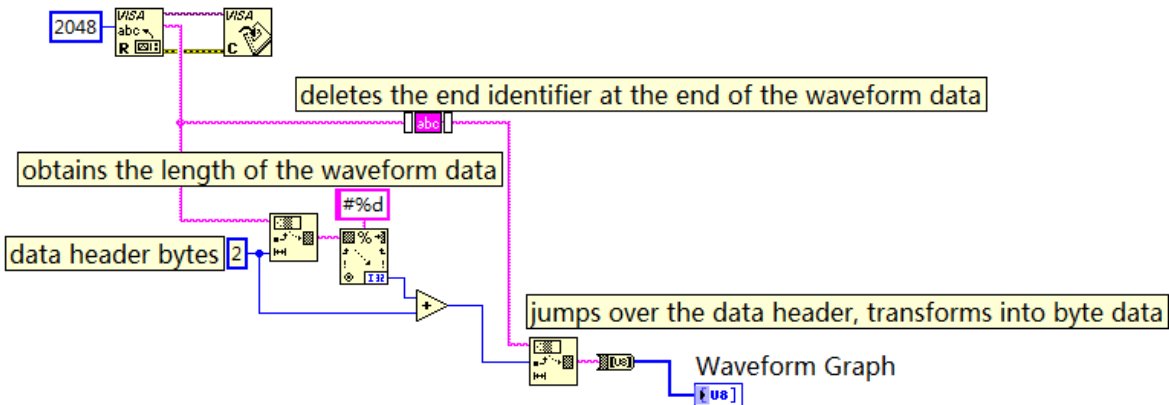 2048
VISA
abc
R
VISA
C
deletes the end identifier at the end of the waveform data
abc
obtains the length of the waveform data
#%d
data header bytes 2
%
I32
+
jumps over the data header, transforms into byte data
[U8]
Waveform Graph
[U8]